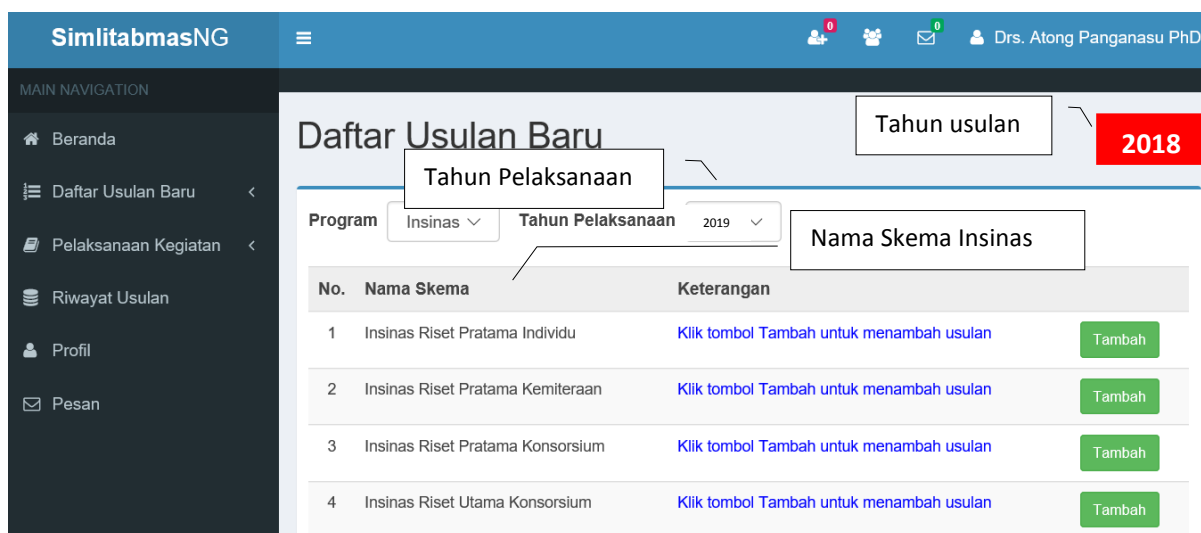 SimlitabmasNG
0
0
Drs. Atong Panganasu PhD
MAIN NAVIGATION
Beranda
Daftar Usulan Baru
Pelaksanaan Kegiatan
Riwayat Usulan
Profil
Pesan
Daftar Usulan Baru
Tahun usulan
2018
Tahun Pelaksanaan
Program Insinas Tahun Pelaksanaan 2019
Nama Skema Insinas
No. Nama Skema Keterangan
1 Insinas Riset Pratama Individu Klik tombol Tambah untuk menambah usulan Tambah
2 Insinas Riset Pratama Kemiteraan Klik tombol Tambah untuk menambah usulan Tambah
3 Insinas Riset Pratama Konsorsium Klik tombol Tambah untuk menambah usulan Tambah
4 Insinas Riset Utama Konsorsium Klik tombol Tambah untuk menambah usulan Tambah